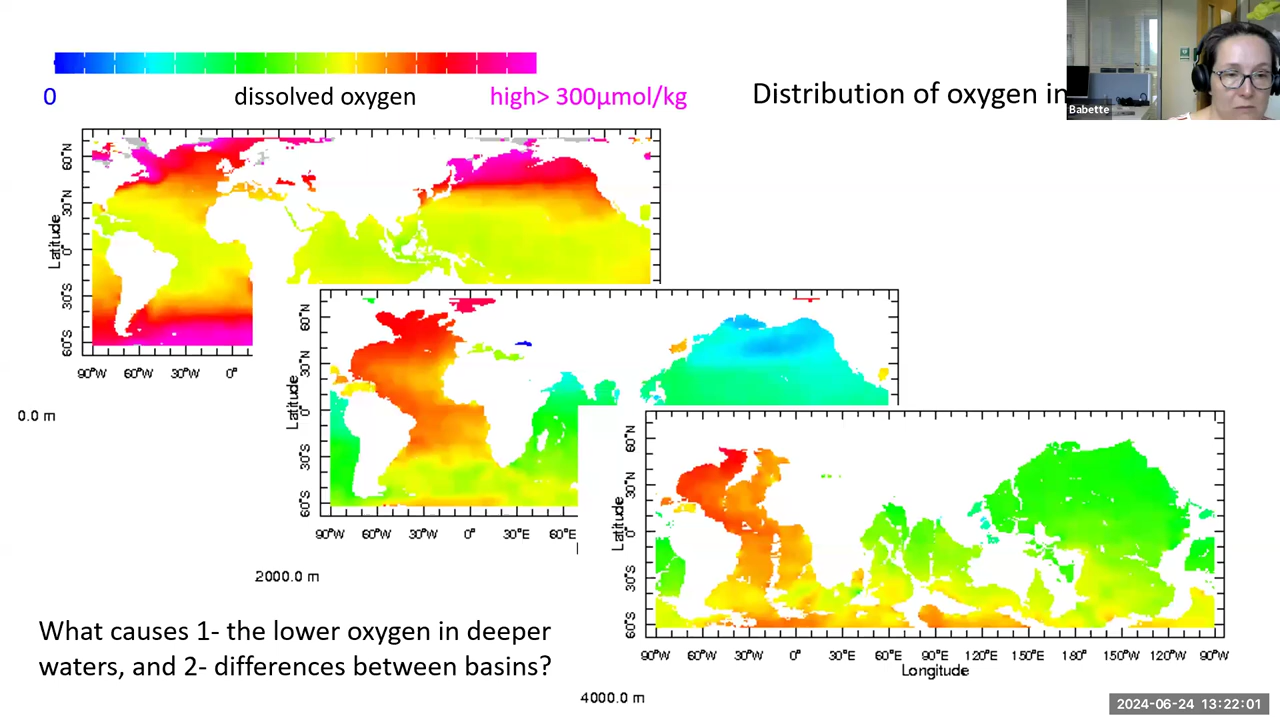 0
dissolved oxygen
high> 300µmol/kg
Distribution of oxygen in
Babette
60°N
30°N
0°
30°S
60°S
Latitude
90°W 60°W 30°W 0°
0.0 m
60°N
30°N
0°
30°S
60°S
Latitude
90°W 60°W 30°W 0° 30°E 60°E
2000.0 m
60°N
30°N
0°
30°S
60°S
Latitude
90°W 60°W 30°W 0° 30°E 60°E 90°E 120°E 150°E 180° 150°W 120°W 90°W
Longitude
4000.0 m
What causes 1- the lower oxygen in deeper
waters, and 2- differences between basins?
2024-06-24 13:22:01